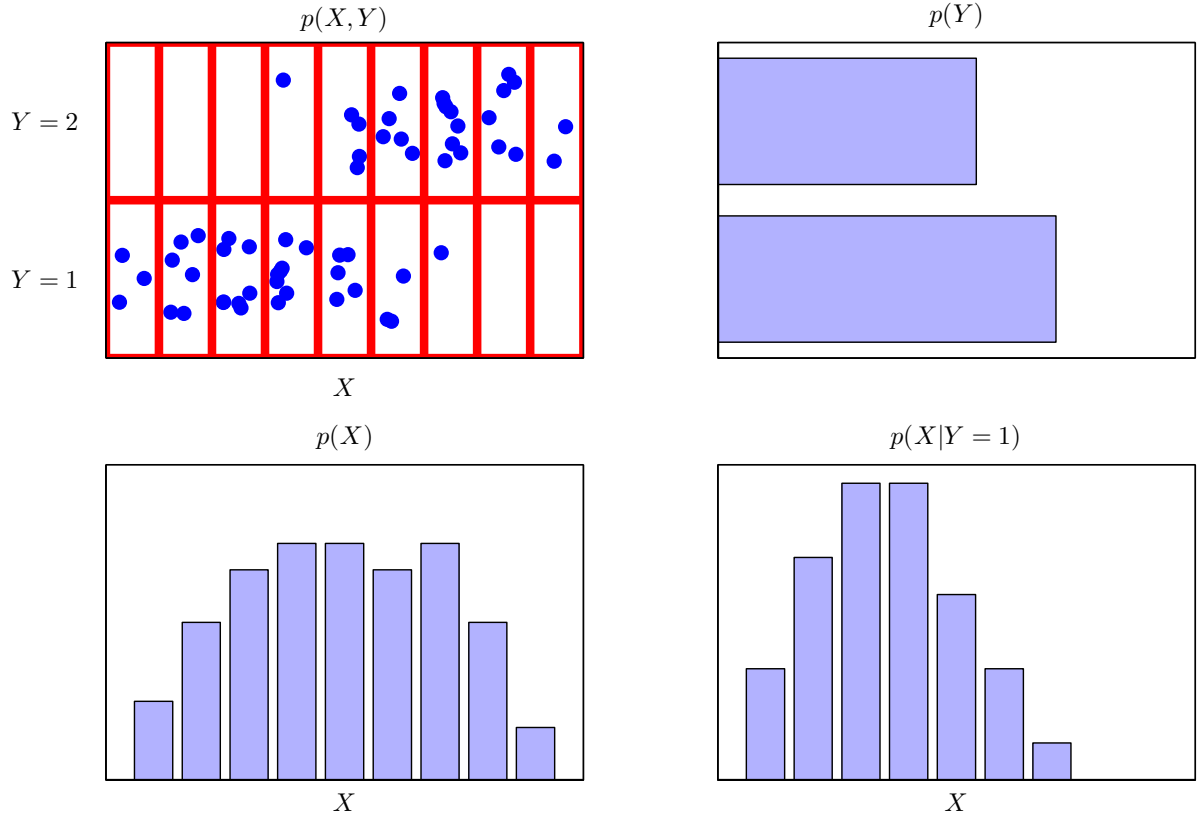 p(X, Y)
Y = 2
Y = 1
X
p(Y)
p(X)
X
p(X|Y = 1)
X